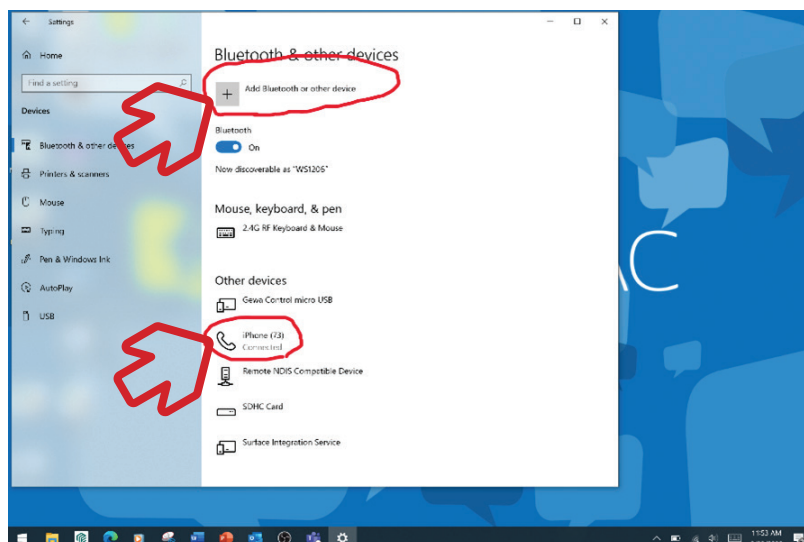 Settings
Home
Find a setting
Devices
Bluetooth & other devices
Printers & scanners
Mouse
Typing
Pen & Windows Ink
AutoPlay
USB
Bluetooth & other devices
Add Bluetooth or other device
Bluetooth
On
Now discoverable as "WS1206"
Mouse, keyboard, & pen
2.4G RF Keyboard & Mouse
Other devices
Gewa Control micro USB
iPhone (73)
Connected
Remote NDIS Compatible Device
SDHC Card
Surface Integration Service
AC
11:53 AM